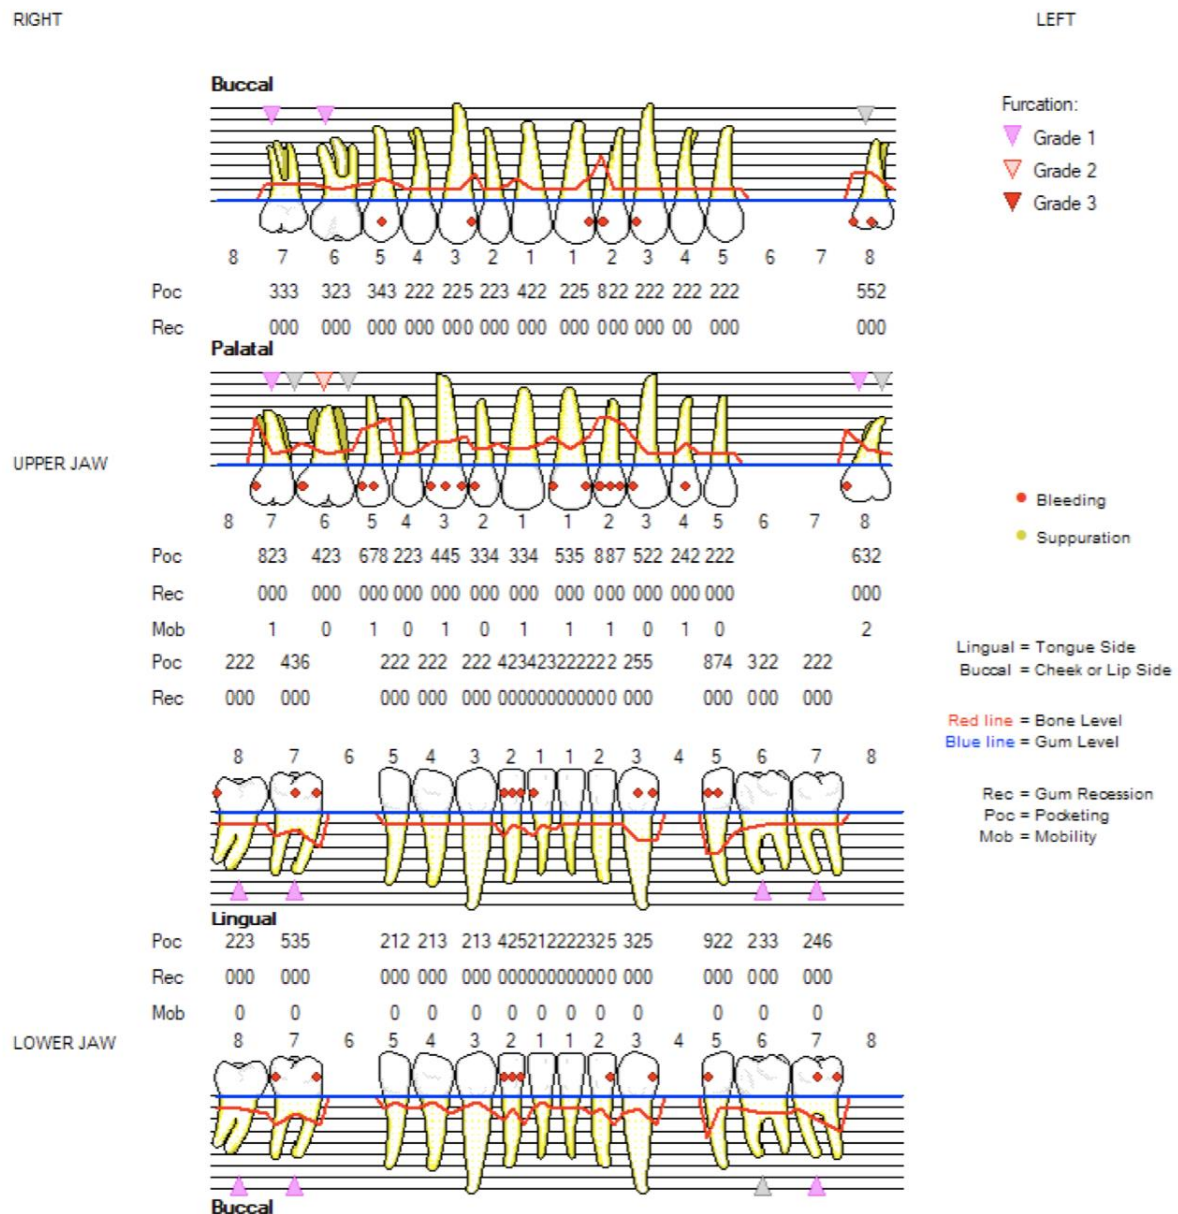 RIGHT LEFT
Buccal
Furcation:
Grade 1
Grade 2
Grade 3
8 7 6 5 4 3 2 1 1 2 3 4 5 6 7 8
Poc 333 323 343 222 225 223 422 225 822 222 222 222 552
Rec 000 000 000 000 000 000 000 000 000 000 00 000 000
Palatal
UPPER JAW
Bleeding
Suppuration
8 7 6 5 4 3 2 1 1 2 3 4 5 6 7 8
Poc 823 423 678 223 445 334 334 535 887 522 242 222 632
Rec 000 000 000 000 000 000 000 000 000 000 000 000 000
Mob 1 0 1 0 1 0 1 1 1 0 1 0 2
Poc 222 436 222 222 222 423423222222 255 874 322 222
Rec 000 000 000 000 000 000000000000 000 000 000 000
Lingual = Tongue Side
Buccal = Cheek or Lip Side
Red line = Bone Level
Blue line = Gum Level
Rec = Gum Recession
Poc = Pocketing
Mob = Mobility
8 7 6 5 4 3 2 1 1 2 3 4 5 6 7 8
Lingual
Poc 223 535 212 213 213 425212222325 325 922 233 246
Rec 000 000 000 000 000 000000000000 000 000 000 000
Mob 0 0 0 0 0 0 0 0 0 0 0 0 0
LOWER JAW
8 7 6 5 4 3 2 1 1 2 3 4 5 6 7 8
Buccal